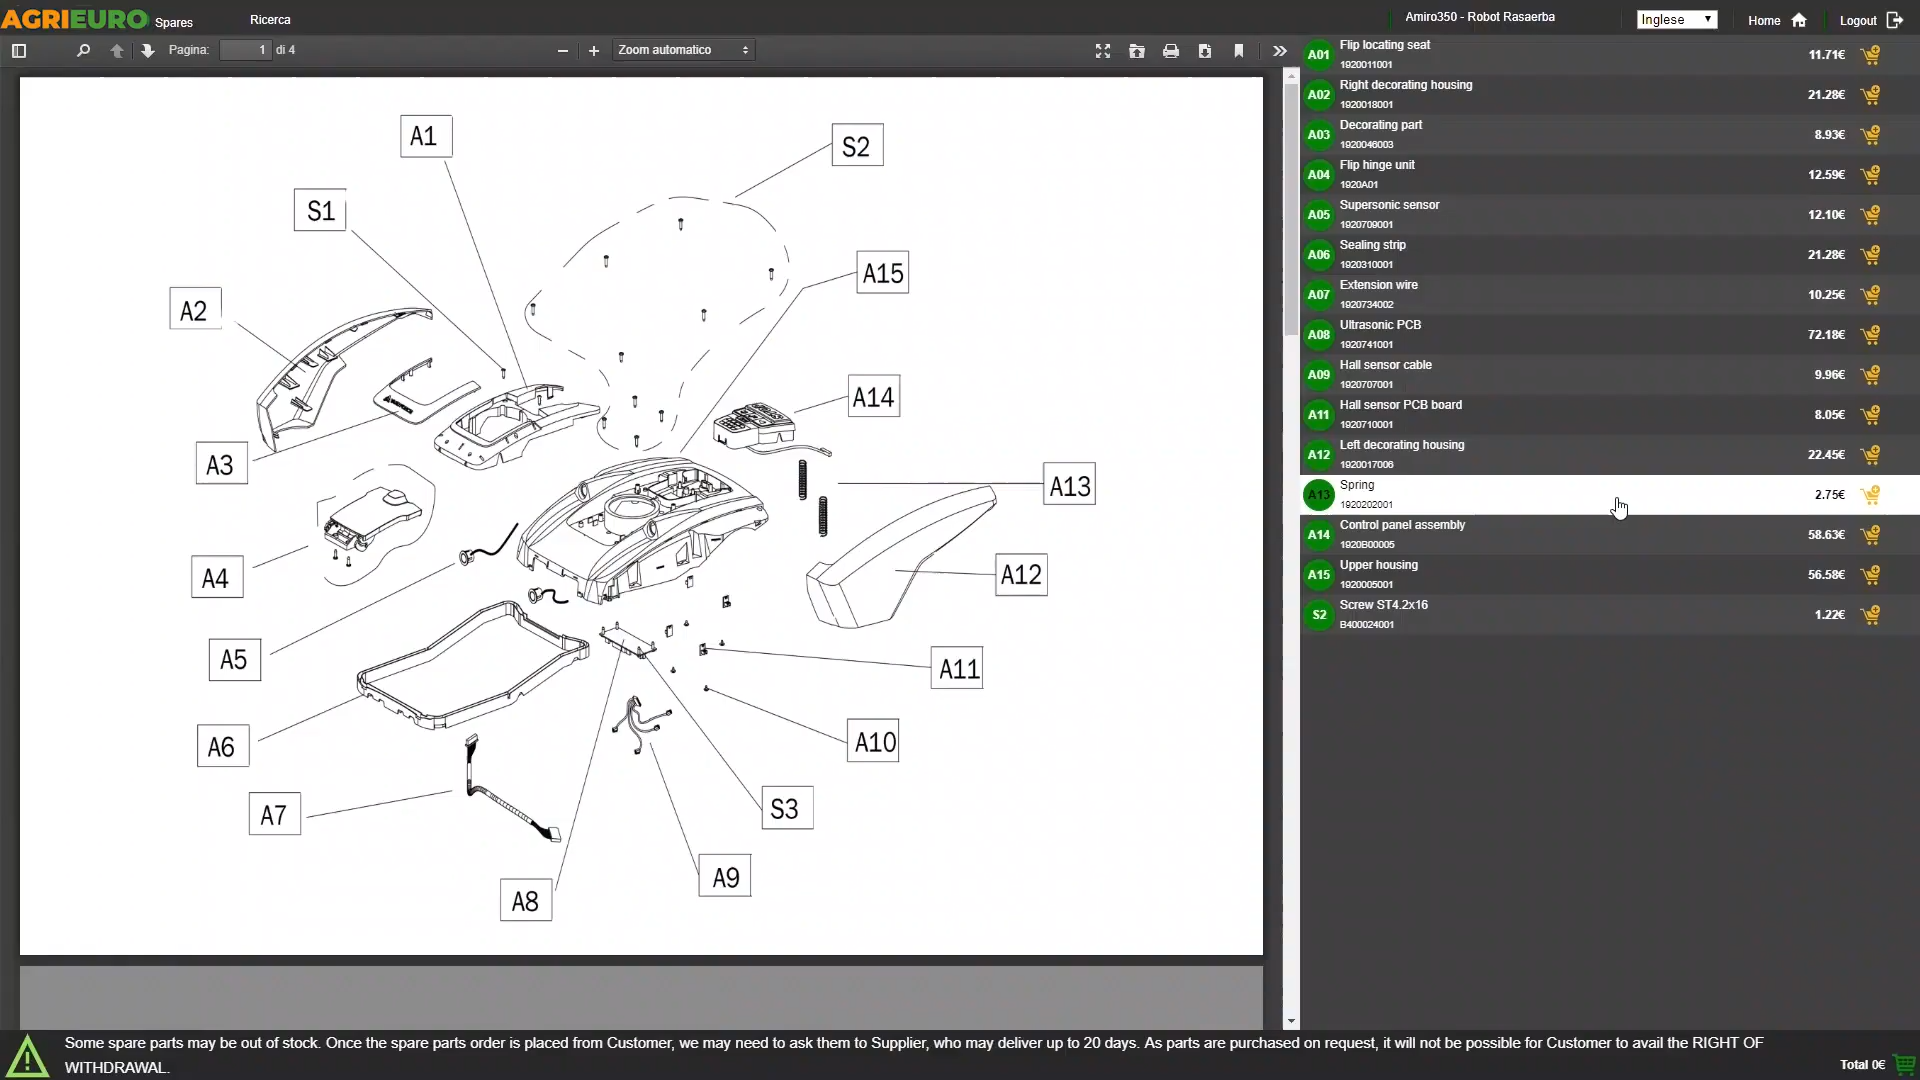 AGRIEURO Spares
Ricerca
Amiro350 - Robot Rasaerba
Inglese
Home
Logout
Pagina:
1
di 4
Zoom automatico
A1
S2
S1
A15
A2
A14
A3
A13
A4
A12
A5
A11
A6
A10
A7
S3
A9
A8
A01
Flip locating seat
1920011001
11.71€
A02
Right decorating housing
1920018001
21.28€
A03
Decorating part
1920046003
8.93€
A04
Flip hinge unit
1920A01
12.59€
A05
Supersonic sensor
1920709001
12.10€
A06
Sealing strip
1920310001
21.28€
A07
Extension wire
1920734002
10.25€
A08
Ultrasonic PCB
1920741001
72.18€
A09
Hall sensor cable
1920707001
9.96€
A11
Hall sensor PCB board
1920710001
8.05€
A12
Left decorating housing
1920017006
22.45€
A13
Spring
1920202001
2.75€
A14
Control panel assembly
1920B00005
58.63€
A15
Upper housing
1920005001
56.58€
S2
Screw ST4.2x16
B400024001
1.22€
Some spare parts may be out of stock. Once the spare parts order is placed from Customer, we may need to ask them to Supplier, who may deliver up to 20 days. As parts are purchased on request, it will not be possible for Customer to avail the RIGHT OF
WITHDRAWAL.
Total 0€